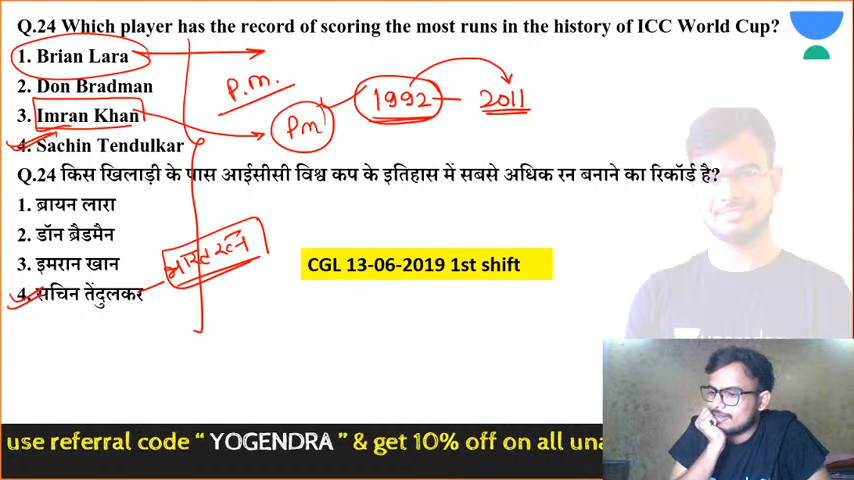 Q.24 Which player has the record of scoring the most runs in the history of ICC World Cup?
1. Brian Lara
2. Don Bradman
3. Imran Khan
4. Sachin Tendulkar
P.M.
PM
1992
2011
Q.24 किस खिलाड़ी के पास आईसीसी विश्व कप के इतिहास में सबसे अधिक रन बनाने का रिकॉर्ड है?
1. ब्रायन लारा
2. डॉन ब्रैडमैन
3. इमरान खान
4. सचिन तेंदुलकर
भारत रत्न
CGL 13-06-2019 1st shift
use referral code “ YOGENDRA ” & get 10% off on all una